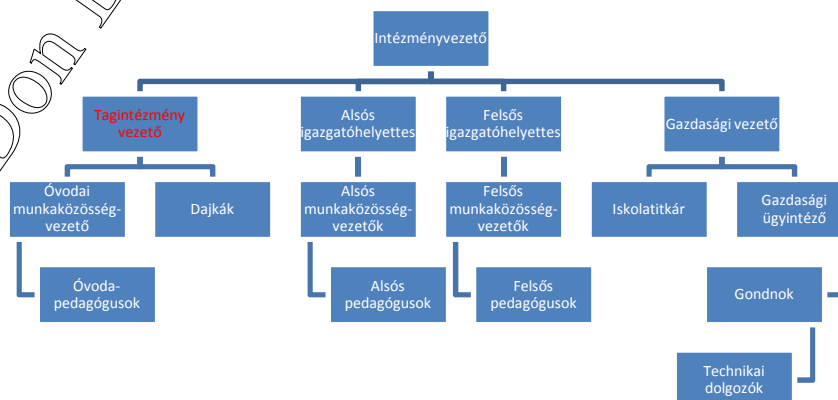 Don
Intézményvezető
Tagintézmény
vezető
Alsós
igazgatóhelyettes
Felsős
igazgatóhelyettes
Gazdasági vezető
Óvodai
munkaközösség-
vezető
Dajkák
Alsós
munkaközösség-
vezetők
Felsős
munkaközösség-
vezetők
Iskolatitkár
Gazdasági
ügyintéző
Óvoda-
pedagógusok
Alsós
pedagógusok
Felsős
pedagógusok
Gondnok
Technikai
dolgozók